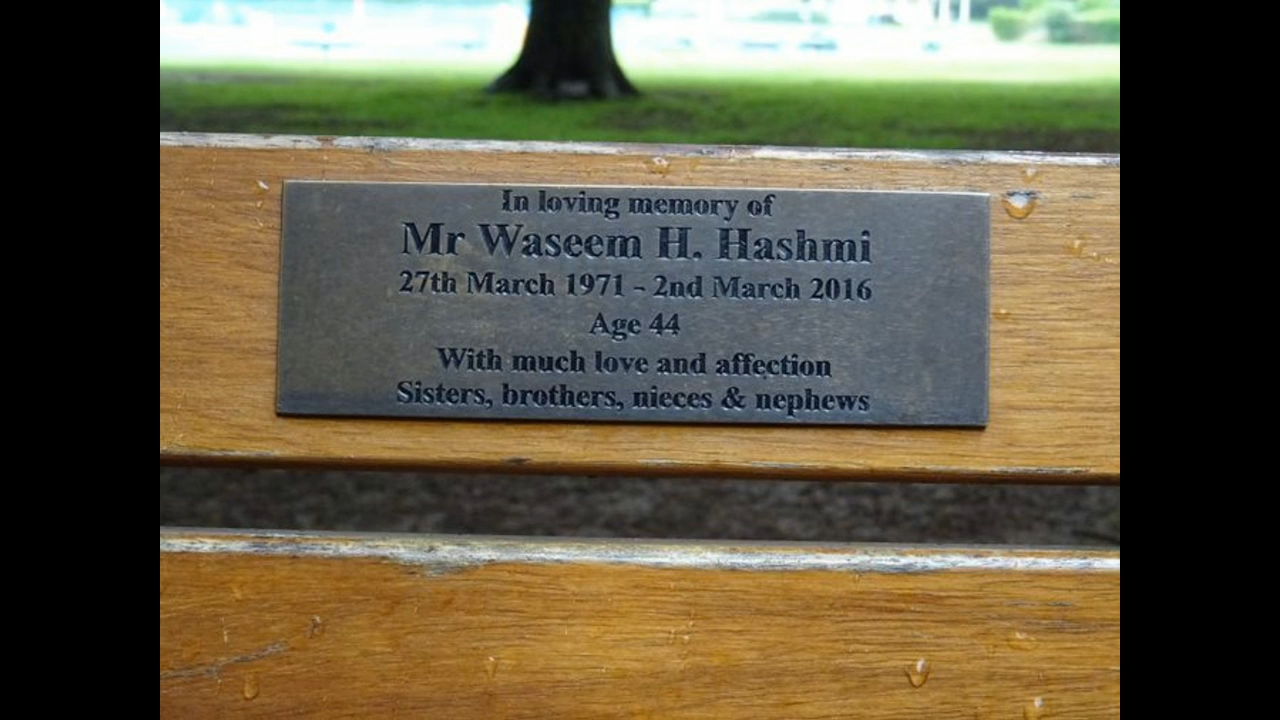 In loving memory of
Mr Waseem H. Hashmi
27th March 1971 - 2nd March 2016
Age 44
With much love and affection
Sisters, brothers, nieces & nephews